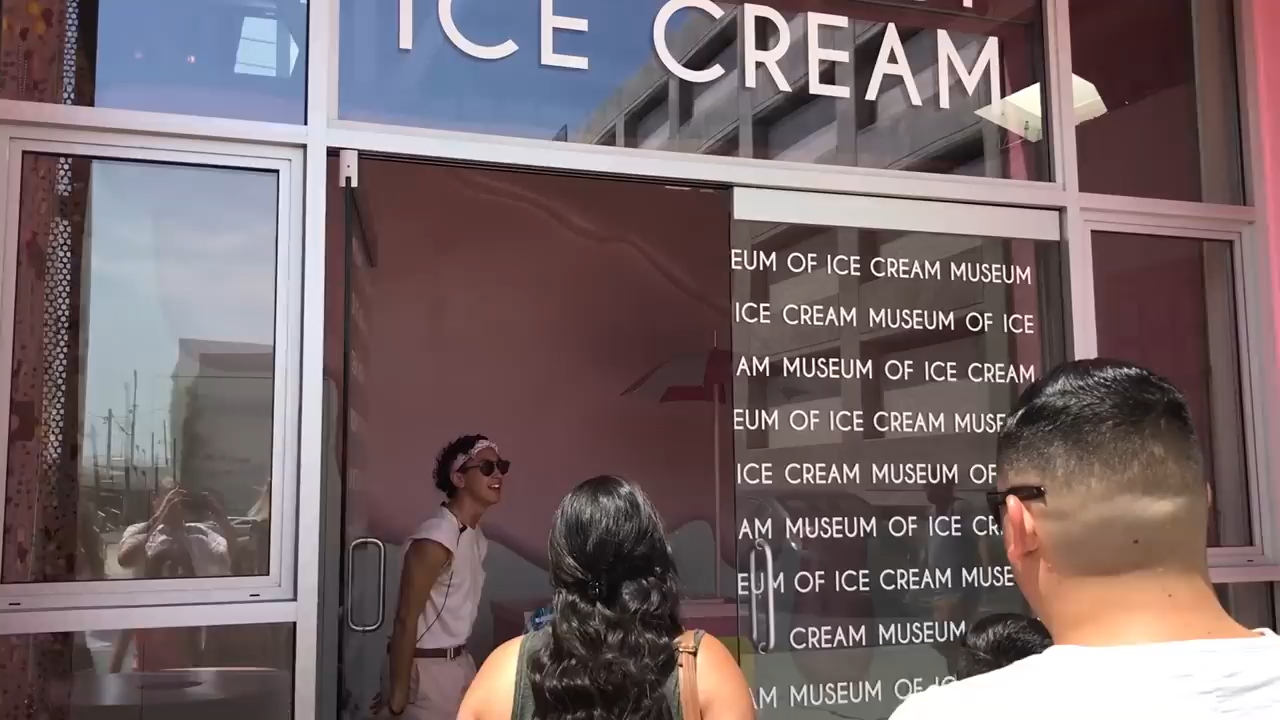 ICE CREAM
EUM OF ICE CREAM MUSEUM
ICE CREAM MUSEUM OF ICE
AM MUSEUM OF ICE CREAM
EUM OF ICE CREAM MUSE
ICE CREAM MUSEUM OF
AM MUSEUM OF ICE CR
EUM OF ICE CREAM MUSE
CREAM MUSEUM
AM MUSEUM OF IC